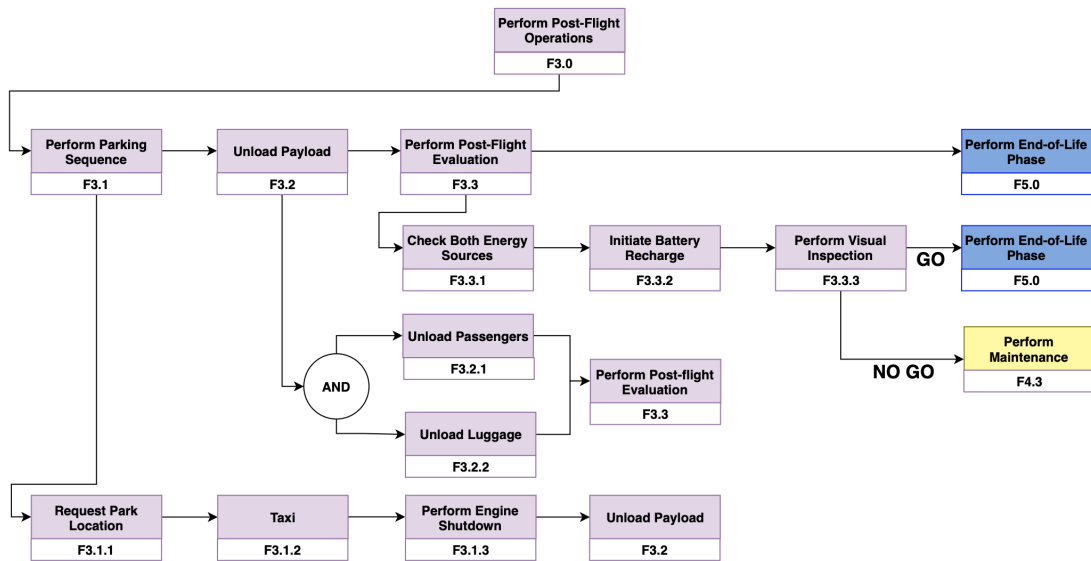 Perform Post-Flight
Operations
F3.0
Perform Parking
Sequence
F3.1
Unload Payload
F3.2
Perform Post-Flight
Evaluation
F3.3
Perform End-of-Life
Phase
F5.0
Check Both Energy
Sources
F3.3.1
Initiate Battery
Recharge
F3.3.2
Perform Visual
Inspection
F3.3.3
GO
Perform End-of-Life
Phase
F5.0
NO GO
Perform
Maintenance
F4.3
AND
Unload Passengers
F3.2.1
Unload Luggage
F3.2.2
Perform Post-flight
Evaluation
F3.3
Request Park
Location
F3.1.1
Taxi
F3.1.2
Perform Engine
Shutdown
F3.1.3
Unload Payload
F3.2